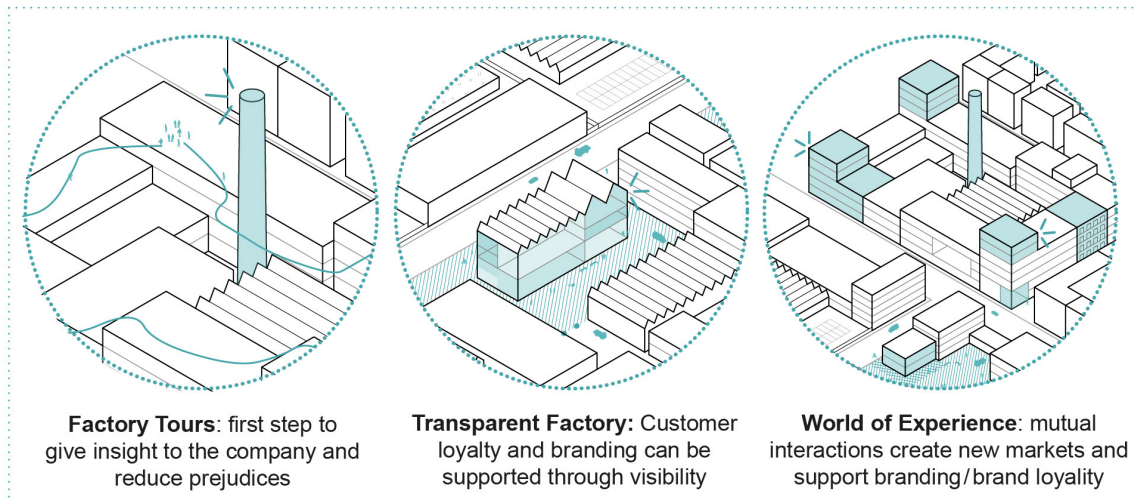 Factory Tours: first step to
give insight to the company and
reduce prejudices
Transparent Factory: Customer
loyalty and branding can be
supported through visibility
World of Experience: mutual
interactions create new markets and
support branding/brand loyality